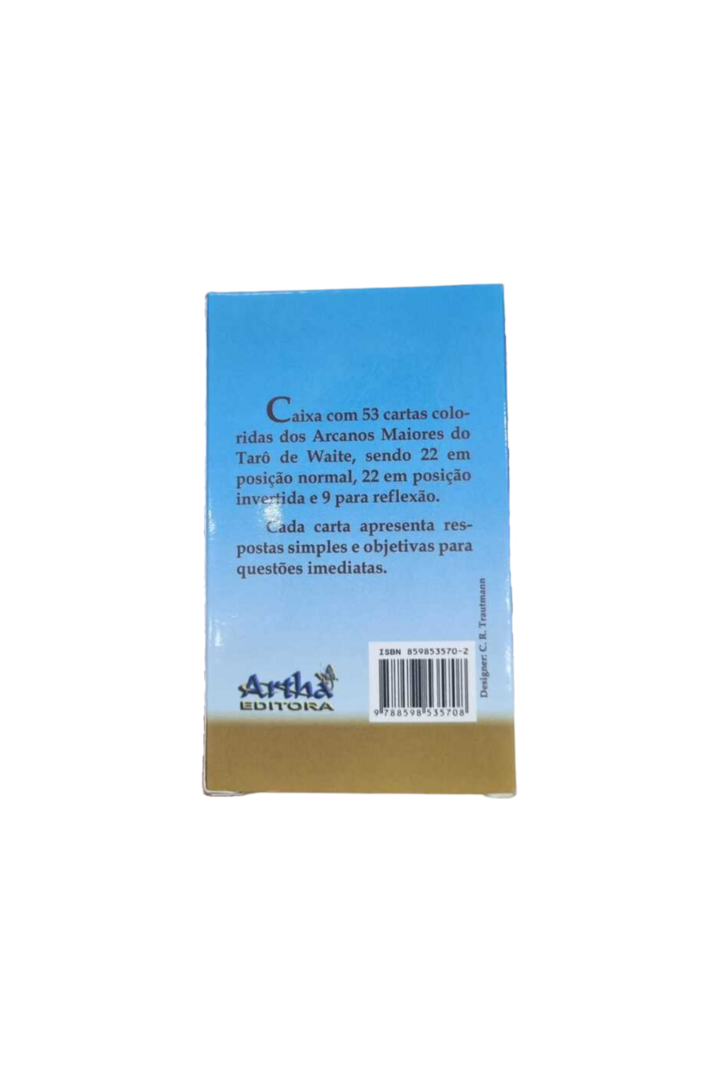 Caixa com 53 cartas colo-
ridas dos Arcanos Maiores do
Tarô de Waite, sendo 22 em
posição normal, 22 em posição
invertida e 9 para reflexão.
Cada carta apresenta res-
postas simples e objetivas para
questões imediatas.
Designer: C. R. Trautmann
ISBN 859853570-2
9 788598 535708
Artha
EDITORA